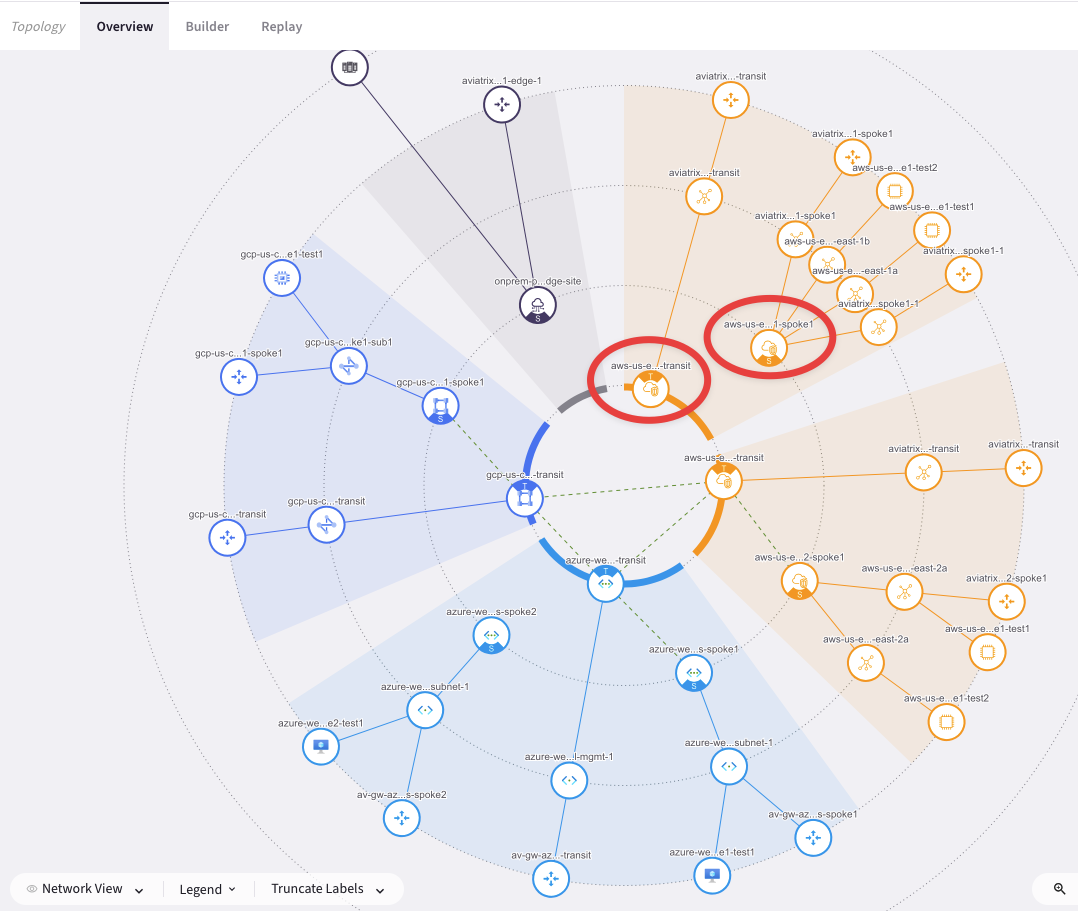 Topology
Overview
Builder
Replay
aviatrix...1-edge-1
aviatrix...-transit
aviatrix...1-spoke1
aws-us-e...e1-test2
aviatrix...-transit
aws-us-e...e1-test1
aviatrix...1-spoke1
aws-us-e...-east-1b
aviatrix...spoke1-1
gcp-us-c...e1-test1
aws-us-e...-east-1a
onprem-p...dge-site
S
aviatrix...spoke1-1
aws-us-e...1-spoke1
S
gcp-us-c...ke1-sub1
gcp-us-c...1-spoke1
aws-us-e...-transit
T
gcp-us-c...1-spoke1
S
aviatrix...-transit
aviatrix...-transit
aws-us-e...-transit
T
gcp-us-c...-transit
T
gcp-us-c...-transit
gcp-us-c...-transit
azure-we...-transit
T
aws-us-e...2-spoke1
S
aws-us-e...-east-2a
aviatrix...2-spoke1
azure-we...s-spoke2
S
aws-us-e...e1-test1
aws-us-e...-east-2a
azure-we...s-spoke1
S
azure-we...subnet-1
aws-us-e...e1-test2
azure-we...e2-test1
azure-we...subnet-1
azure-we...l-mgmt-1
av-gw-az...s-spoke2
av-gw-az...s-spoke1
av-gw-az...-transit
azure-we...e1-test1
Network View
Legend
Truncate Labels